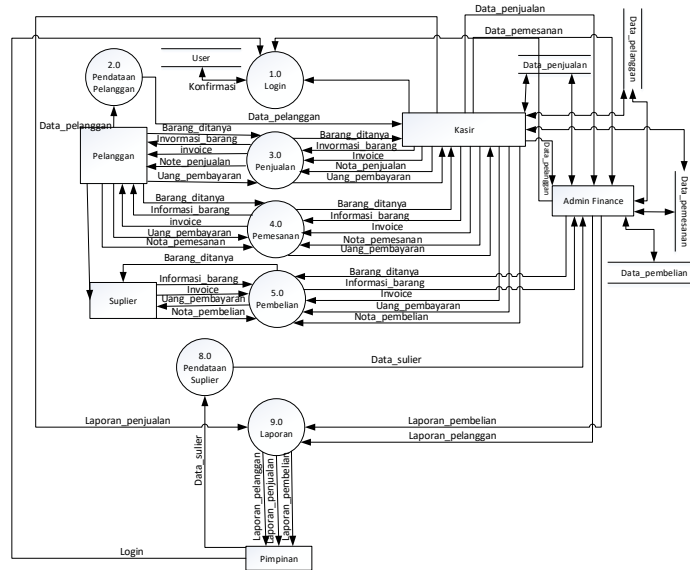 Data_penjualan
Data_pemesanan
User
Konfirmasi
1.0
Login
2.0
Pendataan
Pelanggan
Data_penjualan
Data_pelanggan
Data_pelanggan
Data_pelanggan
Kasir
Pelanggan
Barang_ditanya
Invormasi_barang
invoice
Note_penjualan
Uang_pembayaran
3.0
Penjualan
Barang_ditanya
Invormasi_barang
Invoice
Nota_penjualan
Uang_pembayaran
Data_pelanggan
Data_pemesanan
Admin Finance
Barang_ditanya
Informasi_barang
invoice
Uang_pembayaran
Nota_pemesanan
4.0
Pemesanan
Barang_ditanya
Informasi_barang
Invoice
Nota_pemesanan
Uang_pembayaran
Data_pembelian
Barang_ditanya
Suplier
Informasi_barang
Invoice
Uang_pembayaran
Nota_pembelian
5.0
Pembelian
Barang_ditanya
Informasi_barang
Invoice
Uang_pembayaran
Nota_pembelian
8.0
Pendataan
Suplier
Data_sulier
Laporan_penjualan
9.0
Laporan
Laporan_pembelian
Laporan_pelanggan
Data_sulier
Laporan_pelanggan
Laporan_penjualan
Laporan_pembelian
Login
Pimpinan